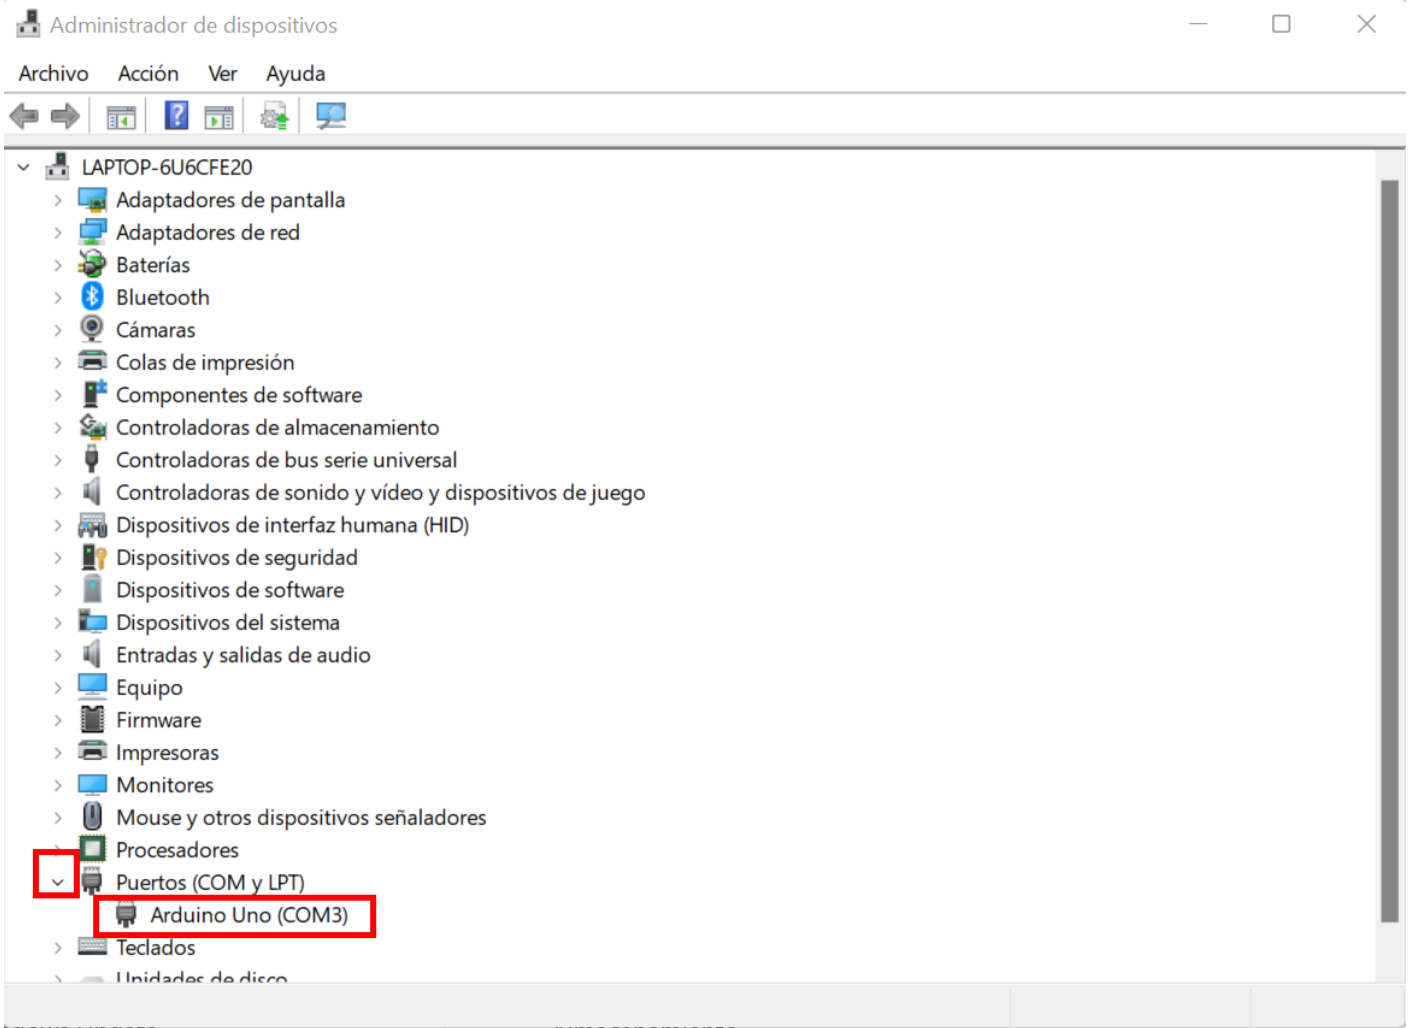 Administrador de dispositivos
Archivo Acción Ver Ayuda
LAPTOP-6U6CFE20
Adaptadores de pantalla
Adaptadores de red
Baterías
Bluetooth
Cámaras
Colas de impresión
Componentes de software
Controladoras de almacenamiento
Controladoras de bus serie universal
Controladoras de sonido y vídeo y dispositivos de juego
Dispositivos de interfaz humana (HID)
Dispositivos de seguridad
Dispositivos de software
Dispositivos del sistema
Entradas y salidas de audio
Equipo
Firmware
Impresoras
Monitores
Mouse y otros dispositivos señaladores
Procesadores
Puertos (COM y LPT)
Arduino Uno (COM3)
Teclados
Unidades de disco